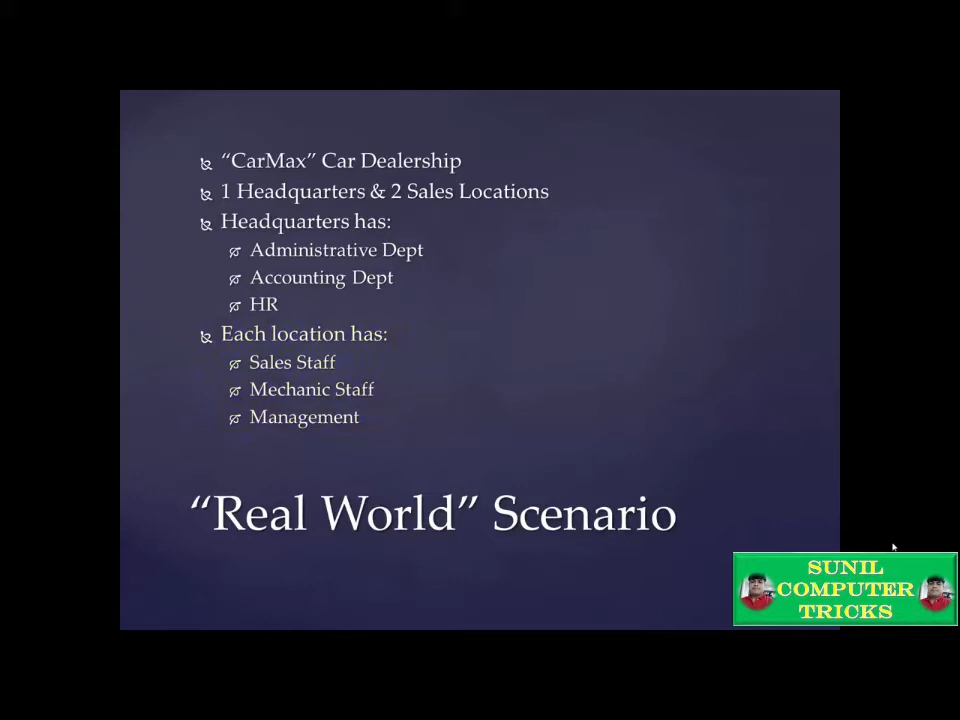 “CarMax” Car Dealership
1 Headquarters & 2 Sales Locations
Headquarters has:
Administrative Dept
Accounting Dept
HR
Each location has:
Sales Staff
Mechanic Staff
Management
“Real World” Scenario
SUNIL
COMPUTER
TRICKS